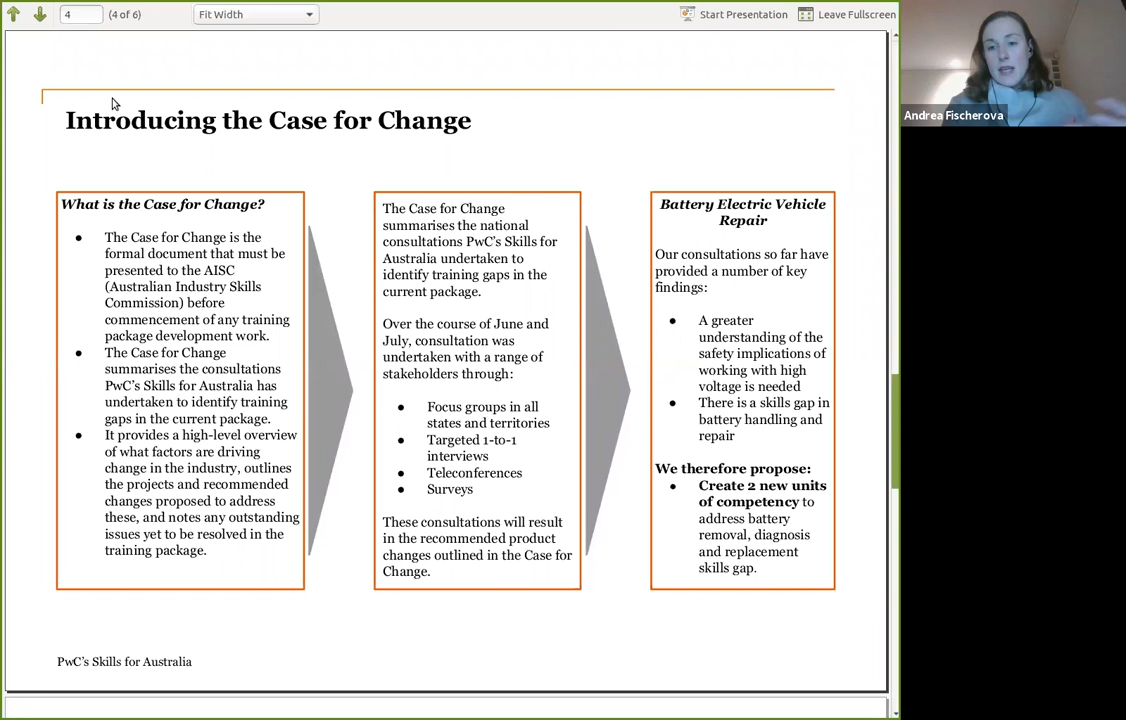 4
(4 of 6)
Fit Width
Start Presentation
Leave Fullscreen
Andrea Fischerova
Introducing the Case for Change
What is the Case for Change?
● The Case for Change is the
formal document that must be
presented to the AISC
(Australian Industry Skills
Commission) before
commencement of any training
package development work.
● The Case for Change
summarises the consultations
PwC's Skills for Australia has
undertaken to identify training
gaps in the current package.
● It provides a high-level overview
of what factors are driving
change in the industry, outlines
the projects and recommended
changes proposed to address
these, and notes any outstanding
issues yet to be resolved in the
training package.
The Case for Change
summarises the national
consultations PwC's Skills for
Australia undertaken to
identify training gaps in the
current package.
Over the course of June and
July, consultation was
undertaken with a range of
stakeholders through:
● Focus groups in all
states and territories
● Targeted 1-to-1
interviews
● Teleconferences
● Surveys
These consultations will result
in the recommended product
changes outlined in the Case for
Change.
Battery Electric Vehicle
Repair
Our consultations so far have
provided a number of key
findings:
● A greater
understanding of the
safety implications of
working with high
voltage is needed
● There is a skills gap in
battery handling and
repair
We therefore propose:
● Create 2 new units
of competency to
address battery
removal, diagnosis
and replacement
skills gap.
PwC's Skills for Australia